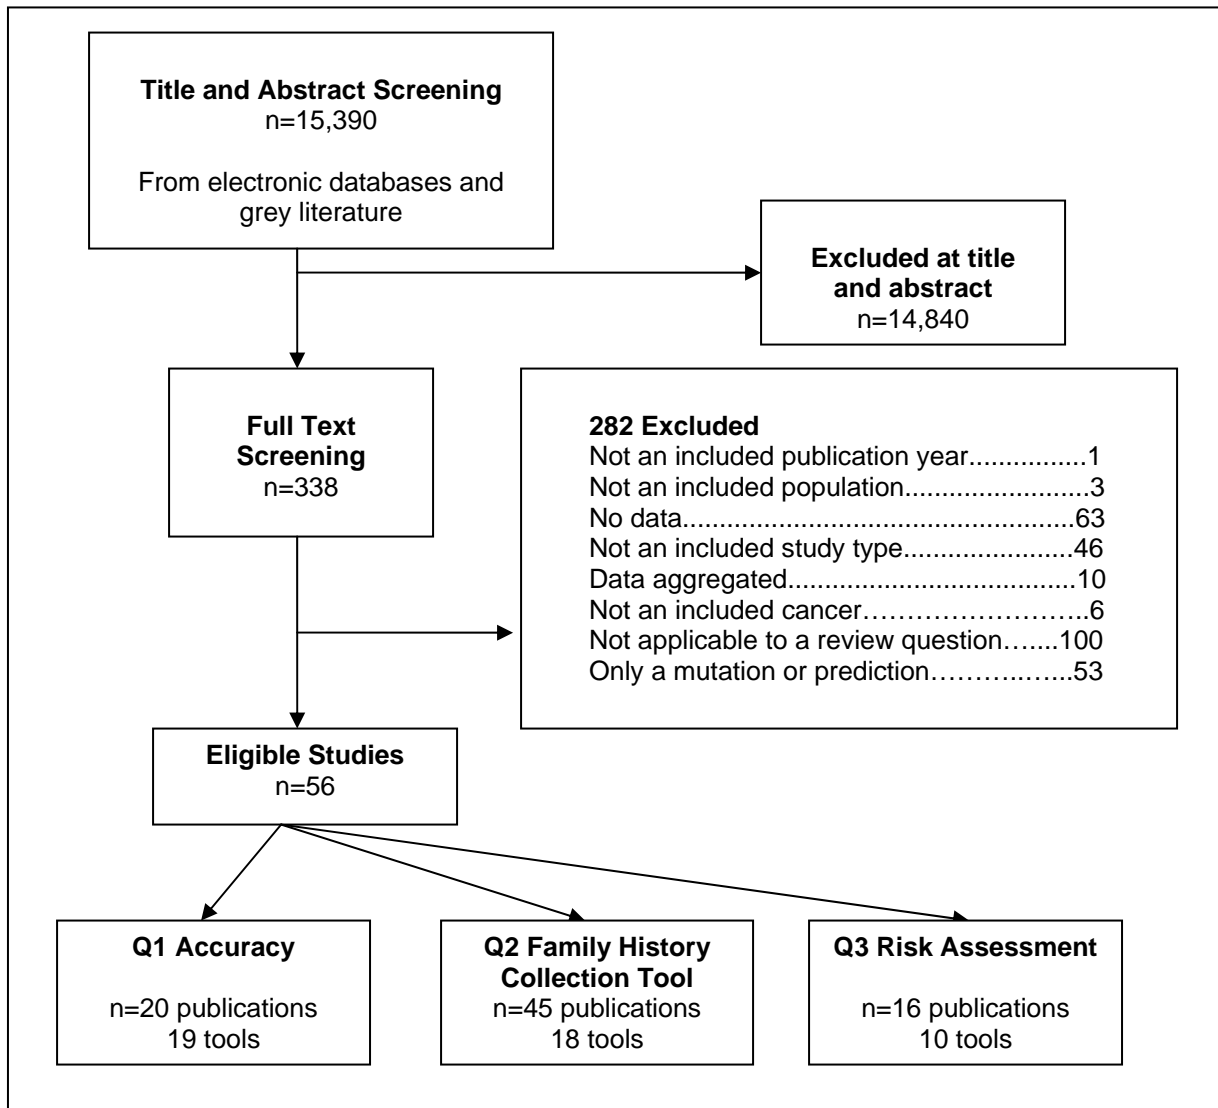 Title and Abstract Screening
n=15,390
From electronic databases and
grey literature
Excluded at title
and abstract
n=14,840
Full Text
Screening
n=338
282 Excluded
Not an included publication year................1
Not an included population.........................3
No data.....................................................63
Not an included study type.......................46
Data aggregated.......................................10
Not an included cancer……………………..6
Not applicable to a review question…....100
Only a mutation or prediction………..…...53
Eligible Studies
n=56
Q1 Accuracy
n=20 publications
19 tools
Q2 Family History
Collection Tool
n=45 publications
18 tools
Q3 Risk Assessment
n=16 publications
10 tools